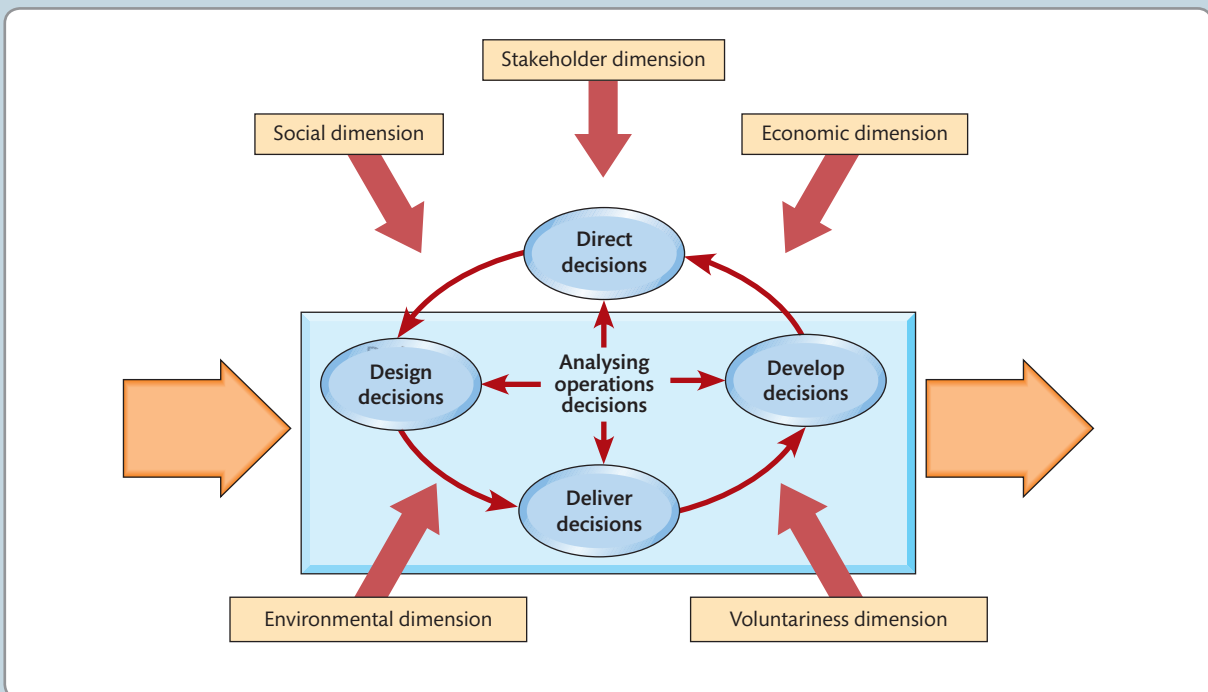 Stakeholder dimension
Social dimension
Economic dimension
Direct
decisions
Design
decisions
Analysing
operations
decisions
Develop
decisions
Deliver
decisions
Environmental dimension
Voluntariness dimension